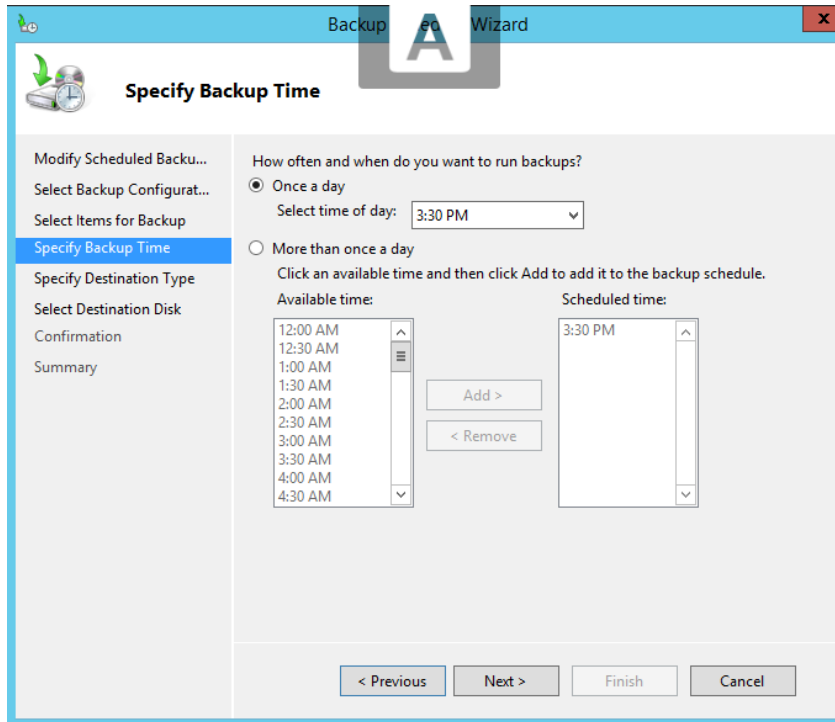 Backup ed Wizard
A
x
Specify Backup Time
Modify Scheduled Backu...
Select Backup Configurat...
Select Items for Backup
Specify Backup Time
Specify Destination Type
Select Destination Disk
Confirmation
Summary
How often and when do you want to run backups?
Once a day
Select time of day: 3:30 PM
More than once a day
Click an available time and then click Add to add it to the backup schedule.
Available time: Scheduled time:
12:00 AM 3:30 PM
12:30 AM
1:00 AM
1:30 AM
2:00 AM
2:30 AM
3:00 AM
3:30 AM
4:00 AM
4:30 AM
Add >
< Remove
< Previous Next > Finish Cancel